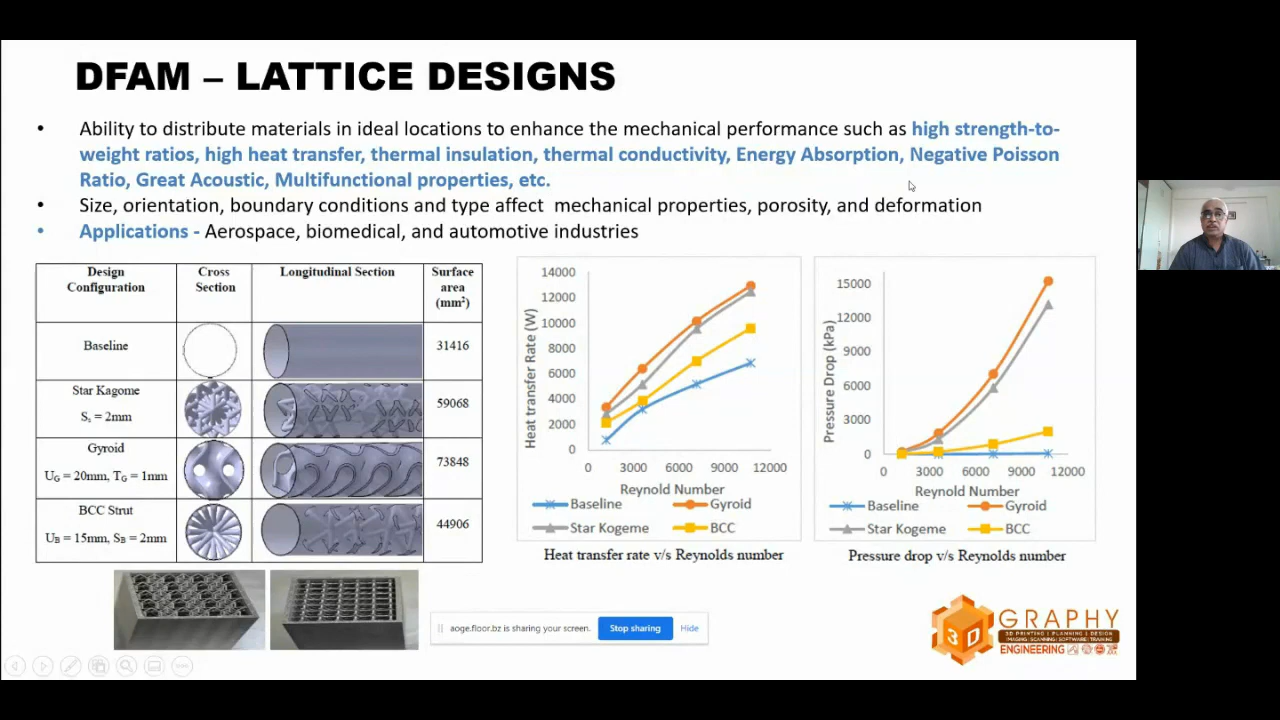 DFAM – LATTICE DESIGNS
• Ability to distribute materials in ideal locations to enhance the mechanical performance such as high strength-to-
weight ratios, high heat transfer, thermal insulation, thermal conductivity, Energy Absorption, Negative Poisson
Ratio, Great Acoustic, Multifunctional properties, etc.
• Size, orientation, boundary conditions and type affect mechanical properties, porosity, and deformation
• Applications - Aerospace, biomedical, and automotive industries
Design Configuration Cross Section Longitudinal Section Surface area (mm²)
Baseline 31416
Star Kagome
Sₛ = 2mm
59068
Gyroid
U_G = 20mm, T_G = 1mm
73848
BCC Strut
U_B = 15mm, S_B = 2mm
44906
Heat transfer Rate (W)
14000
12000
10000
8000
6000
4000
2000
0
0 3000 6000 9000 12000
Reynold Number
Baseline Gyroid
Star Kogeme BCC
Heat transfer rate v/s Reynolds number
Pressure Drop (kPa)
15000
12000
9000
6000
3000
0
0 3000 6000 9000 12000
Reynold Number
Baseline Gyroid
Star Kogeme BCC
Pressure drop v/s Reynolds number
aoge.floor.bz is sharing your screen. Stop sharing Hide
3D GRAPHY
3D PRINTING | PLANNING | DESIGN
IMAGING | SCANNING | SOFTWARE | TRAINING
ENGINEERING